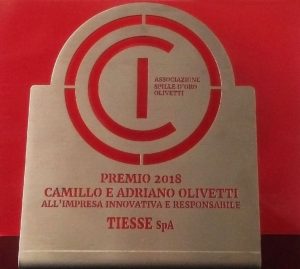 ASSOCIAZIONE
SPILLE D'ORO
OLIVETTI
PREMIO 2018
CAMILLO E ADRIANO OLIVETTI
ALL'IMPRESA INNOVATIVA E RESPONSABILE
TIESSE SpA